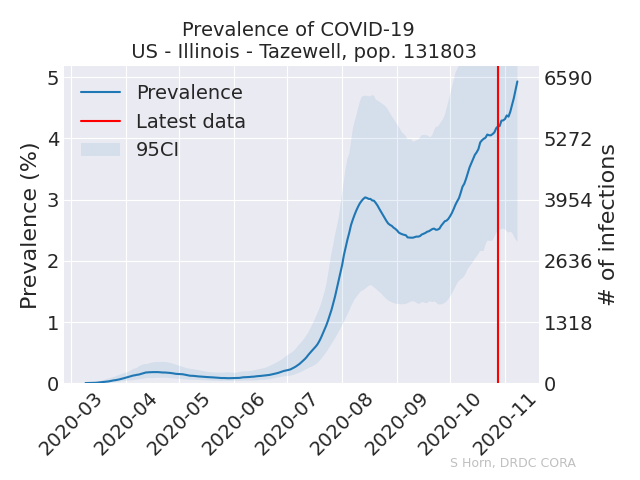 Prevalence of COVID-19
US - Illinois - Tazewell, pop. 131803
Prevalence
Latest data
95CI
Prevalence (%)
5
4
3
2
1
0
# of infections
6590
5272
3954
2636
1318
0
2020-03
2020-04
2020-05
2020-06
2020-07
2020-08
2020-09
2020-10
2020-11
S Horn, DRDC CORA